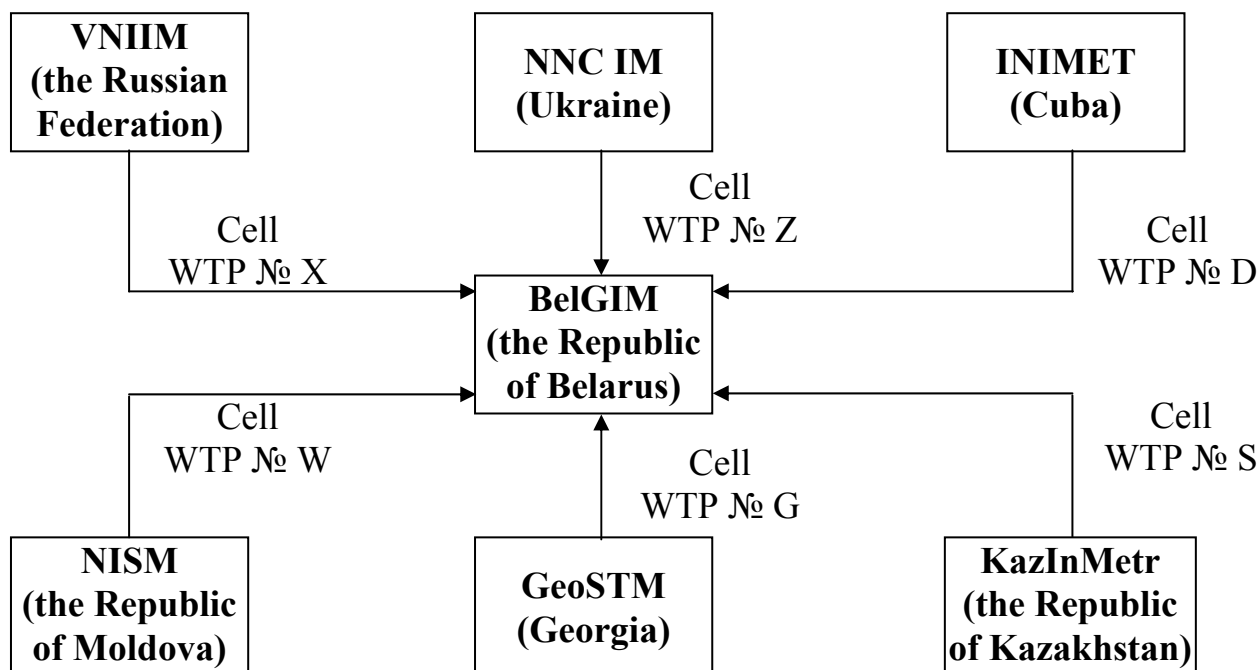 VNIIM
(the Russian
Federation)
NNC IM
(Ukraine)
INIMET
(Cuba)
Cell
WTP № X
Cell
WTP № Z
Cell
WTP № D
BelGIM
(the Republic
of Belarus)
Cell
WTP № W
Cell
WTP № G
Cell
WTP № S
NISM
(the Republic
of Moldova)
GeoSTM
(Georgia)
KazInMetr
(the Republic
of Kazakhstan)